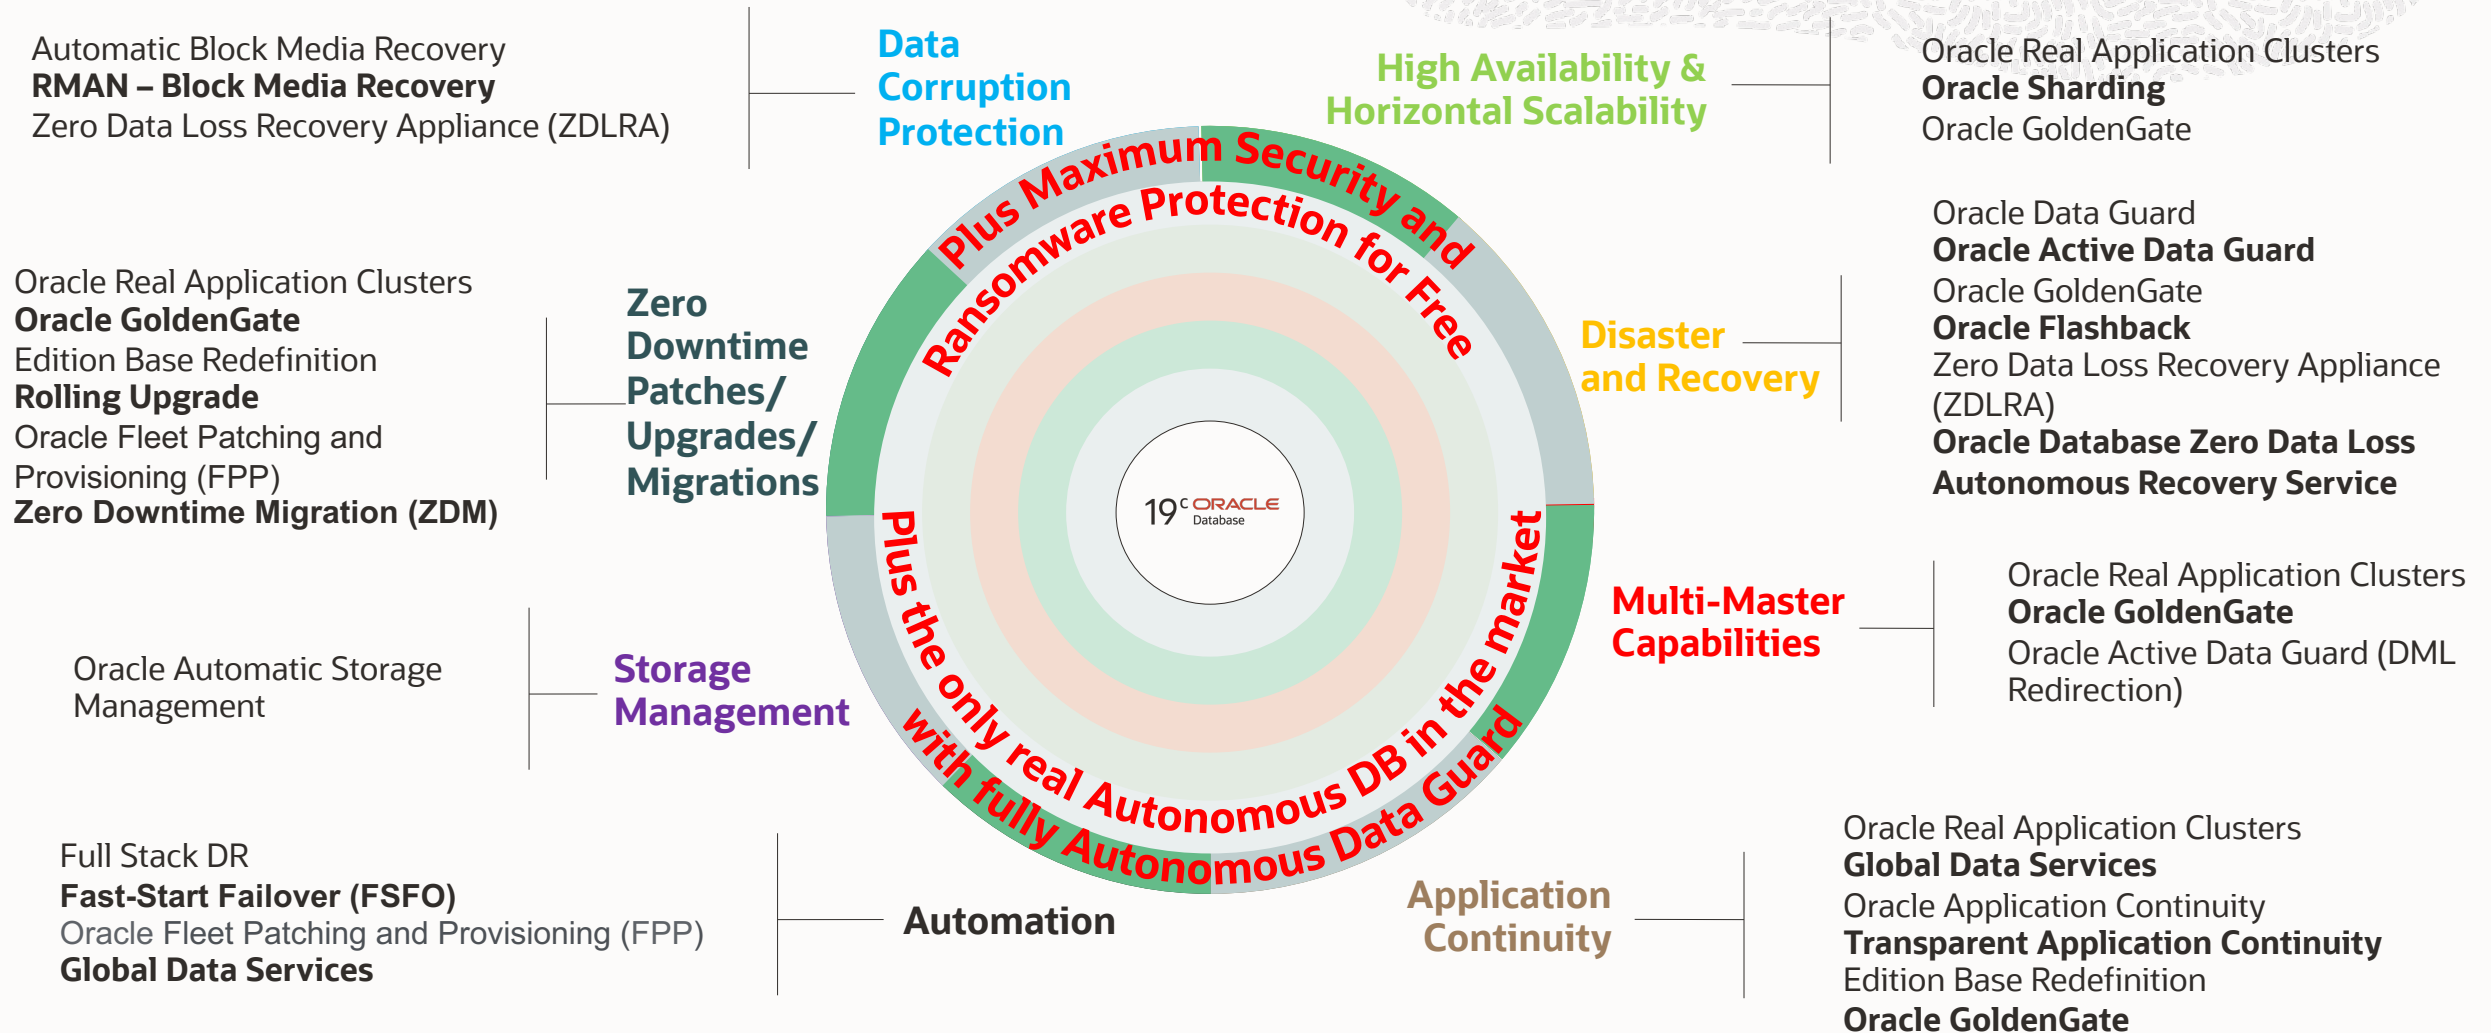 Automatic Block Media Recovery
RMAN – Block Media Recovery
Zero Data Loss Recovery Appliance (ZDLRA)
Data
Corruption
Protection
High Availability &
Horizontal Scalability
Oracle Real Application Clusters
Oracle Sharding
Oracle GoldenGate
Plus Maximum Security and
Ransomware Protection for Free
Oracle Real Application Clusters
Oracle GoldenGate
Edition Base Redefinition
Rolling Upgrade
Oracle Fleet Patching and
Provisioning (FPP)
Zero Downtime Migration (ZDM)
Zero
Downtime
Patches/
Upgrades/
Migrations
Disaster
and Recovery
Oracle Data Guard
Oracle Active Data Guard
Oracle GoldenGate
Oracle Flashback
Zero Data Loss Recovery Appliance
(ZDLRA)
Oracle Database Zero Data Loss
Autonomous Recovery Service
19c ORACLE
Database
Oracle Automatic Storage
Management
Storage
Management
Multi-Master
Capabilities
Oracle Real Application Clusters
Oracle GoldenGate
Oracle Active Data Guard (DML
Redirection)
Plus the only real Autonomous DB in the market
with fully Autonomous Data Guard
Full Stack DR
Fast-Start Failover (FSFO)
Oracle Fleet Patching and Provisioning (FPP)
Global Data Services
Automation
Application
Continuity
Oracle Real Application Clusters
Global Data Services
Oracle Application Continuity
Transparent Application Continuity
Edition Base Redefinition
Oracle GoldenGate